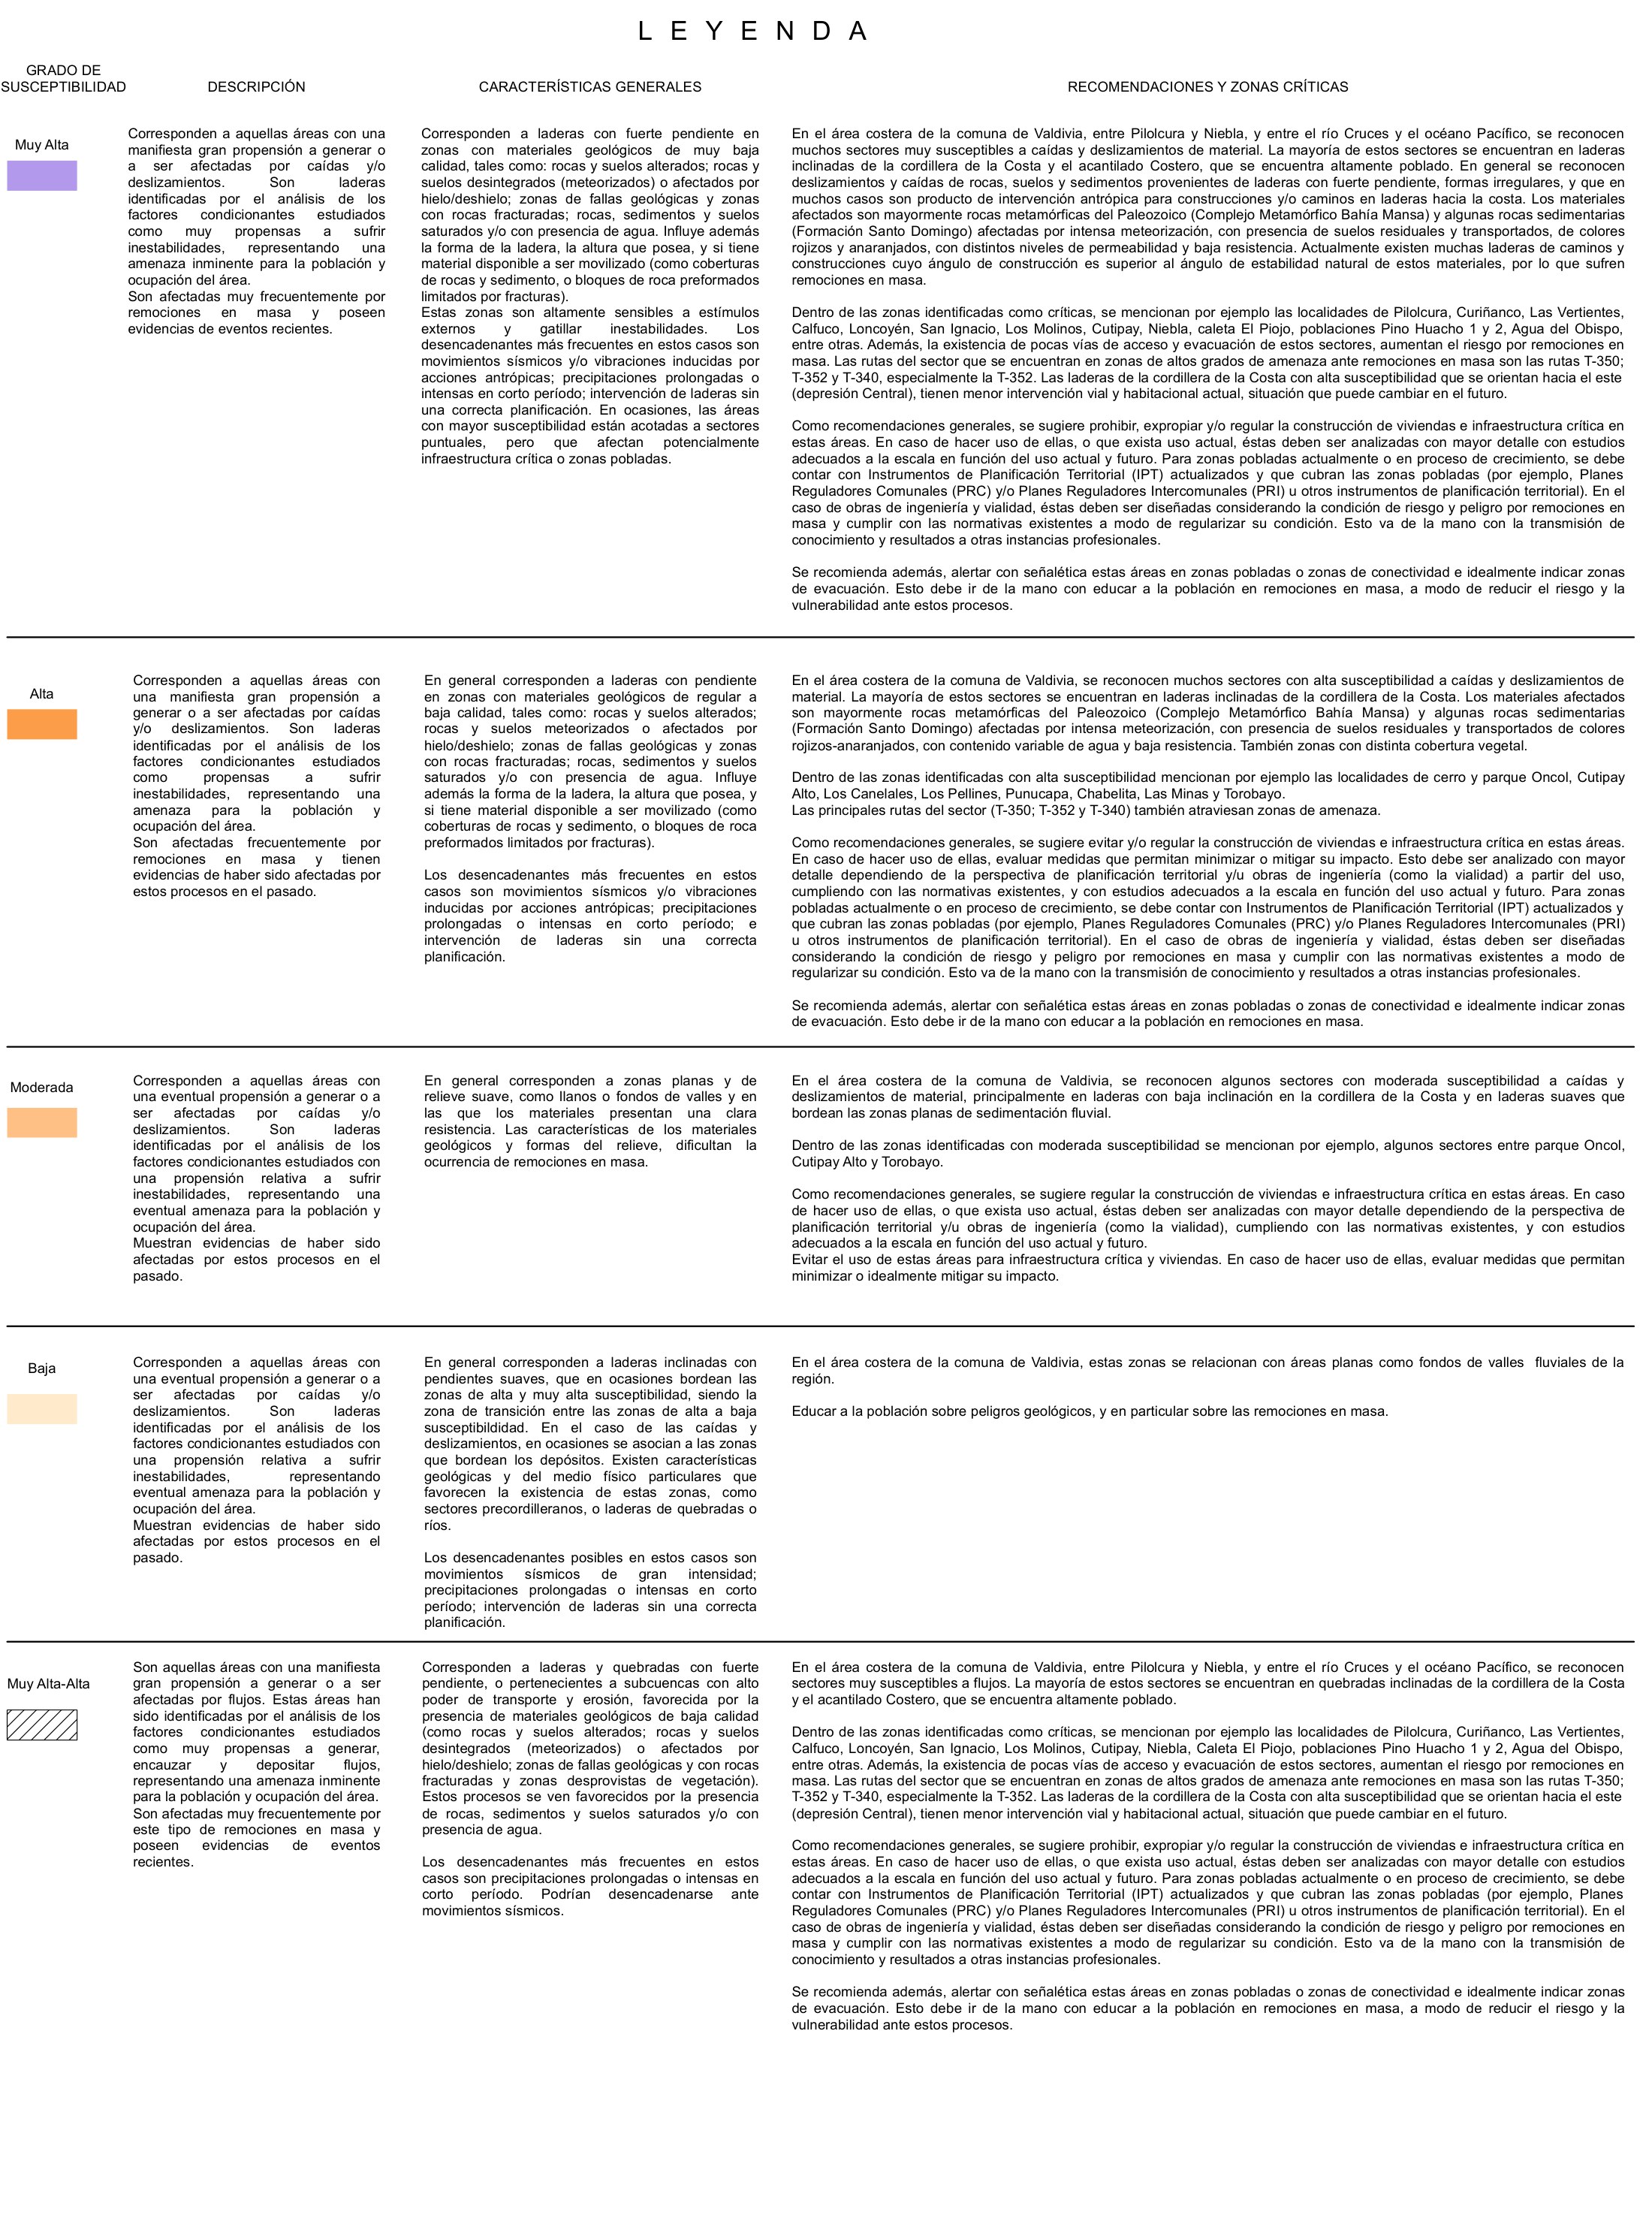 L E Y E N D A
GRADO DE
SUSCEPTIBILIDAD
DESCRIPCIÓN
CARACTERÍSTICAS GENERALES
RECOMENDACIONES Y ZONAS CRÍTICAS
Muy Alta
Corresponden a aquellas áreas con una
manifiesta gran propensión a generar o
a ser afectadas por caídas y/o
deslizamientos. Son laderas
identificadas por el análisis de los
factores condicionantes estudiados
como muy propensas a sufrir
inestabilidades, representando una
amenaza inminente para la población y
ocupación del área.
Son afectadas muy frecuentemente por
remociones en masa y poseen
evidencias de eventos recientes.
Corresponden a laderas con fuerte pendiente en
zonas con materiales geológicos de muy baja
calidad, tales como: rocas y suelos alterados; rocas y
suelos desintegrados (meteorizados) o afectados por
hielo/deshielo; zonas de fallas geológicas y zonas
con rocas fracturadas; rocas, sedimentos y suelos
saturados y/o con presencia de agua. Influye además
la forma de la ladera, la altura que posea, y si tiene
material disponible a ser movilizado (como coberturas
de rocas y sedimento, o bloques de roca preformados
limitados por fracturas).
Estas zonas son altamente sensibles a estímulos
externos y gatillar inestabilidades. Los
desencadenantes más frecuentes en estos casos son
movimientos sísmicos y/o vibraciones inducidas por
acciones antrópicas; precipitaciones prolongadas o
intensas en corto período; intervención de laderas sin
una correcta planificación. En ocasiones, las áreas
con mayor susceptibilidad están acotadas a sectores
puntuales, pero que afectan potencialmente
infraestructura crítica o zonas pobladas.
En el área costera de la comuna de Valdivia, entre Pilolcura y Niebla, y entre el río Cruces y el océano Pacífico, se reconocen
muchos sectores muy susceptibles a caídas y deslizamientos de material. La mayoría de estos sectores se encuentran en laderas
inclinadas de la cordillera de la Costa y el acantilado Costero, que se encuentra altamente poblado. En general se reconocen
deslizamientos y caídas de rocas, suelos y sedimentos provenientes de laderas con fuerte pendiente, formas irregulares, y que en
muchos casos son producto de intervención antrópica para construcciones y/o caminos en laderas hacia la costa. Los materiales
afectados son mayormente rocas metamórficas del Paleozoico (Complejo Metamórfico Bahía Mansa) y algunas rocas sedimentarias
(Formación Santo Domingo) afectadas por intensa meteorización, con presencia de suelos residuales y transportados, de colores
rojizos y anaranjados, con distintos niveles de permeabilidad y baja resistencia. Actualmente existen muchas laderas de caminos y
construcciones cuyo ángulo de construcción es superior al ángulo de estabilidad natural de estos materiales, por lo que sufren
remociones en masa.
Dentro de las zonas identificadas como críticas, se mencionan por ejemplo las localidades de Pilolcura, Curiñanco, Las Vertientes,
Calfuco, Loncoyén, San Ignacio, Los Molinos, Cutipay, Niebla, caleta El Piojo, poblaciones Pino Huacho 1 y 2, Agua del Obispo,
entre otras. Además, la existencia de pocas vías de acceso y evacuación de estos sectores, aumentan el riesgo por remociones en
masa. Las rutas del sector que se encuentran en zonas de altos grados de amenaza ante remociones en masa son las rutas T-350;
T-352 y T-340, especialmente la T-352. Las laderas de la cordillera de la Costa con alta susceptibilidad que se orientan hacia el este
(depresión Central), tienen menor intervención vial y habitacional actual, situación que puede cambiar en el futuro.
Como recomendaciones generales, se sugiere prohibir, expropiar y/o regular la construcción de viviendas e infraestructura crítica en
estas áreas. En caso de hacer uso de ellas, o que exista uso actual, éstas deben ser analizadas con mayor detalle con estudios
adecuados a la escala en función del uso actual y futuro. Para zonas pobladas actualmente o en proceso de crecimiento, se debe
contar con Instrumentos de Planificación Territorial (IPT) actualizados y que cubran las zonas pobladas (por ejemplo, Planes
Reguladores Comunales (PRC) y/o Planes Reguladores Intercomunales (PRI) u otros instrumentos de planificación territorial). En el
caso de obras de ingeniería y vialidad, éstas deben ser diseñadas considerando la condición de riesgo y peligro por remociones en
masa y cumplir con las normativas existentes a modo de regularizar su condición. Esto va de la mano con la transmisión de
conocimiento y resultados a otras instancias profesionales.
Se recomienda además, alertar con señalética estas áreas en zonas pobladas o zonas de conectividad e idealmente indicar zonas
de evacuación. Esto debe ir de la mano con educar a la población en remociones en masa, a modo de reducir el riesgo y la
vulnerabilidad ante estos procesos.
Alta
Corresponden a aquellas áreas con
una manifiesta gran propensión a
generar o a ser afectadas por caídas
y/o deslizamientos. Son laderas
identificadas por el análisis de los
factores condicionantes estudiados
como propensas a sufrir
inestabilidades, representando una
amenaza para la población y
ocupación del área.
Son afectadas frecuentemente por
remociones en masa y tienen
evidencias de haber sido afectadas por
estos procesos en el pasado.
En general corresponden a laderas con pendiente
en zonas con materiales geológicos de regular a
baja calidad, tales como: rocas y suelos alterados;
rocas y suelos meteorizados o afectados por
hielo/deshielo; zonas de fallas geológicas y zonas
con rocas fracturadas; rocas, sedimentos y suelos
saturados y/o con presencia de agua. Influye
además la forma de la ladera, la altura que posea, y
si tiene material disponible a ser movilizado (como
coberturas de rocas y sedimento, o bloques de roca
preformados limitados por fracturas).
Los desencadenantes más frecuentes en estos
casos son movimientos sísmicos y/o vibraciones
inducidas por acciones antrópicas; precipitaciones
prolongadas o intensas en corto período; e
intervención de laderas sin una correcta
planificación.
En el área costera de la comuna de Valdivia, se reconocen muchos sectores con alta susceptibilidad a caídas y deslizamientos de
material. La mayoría de estos sectores se encuentran en laderas inclinadas de la cordillera de la Costa. Los materiales afectados
son mayormente rocas metamórficas del Paleozoico (Complejo Metamórfico Bahía Mansa) y algunas rocas sedimentarias
(Formación Santo Domingo) afectadas por intensa meteorización, con presencia de suelos residuales y transportados de colores
rojizos-anaranjados, con contenido variable de agua y baja resistencia. También zonas con distinta cobertura vegetal.
Dentro de las zonas identificadas con alta susceptibilidad mencionan por ejemplo las localidades de cerro y parque Oncol, Cutipay
Alto, Los Canelales, Los Pellines, Punucapa, Chabelita, Las Minas y Torobayo.
Las principales rutas del sector (T-350; T-352 y T-340) también atraviesan zonas de amenaza.
Como recomendaciones generales, se sugiere evitar y/o regular la construcción de viviendas e infraestructura crítica en estas áreas.
En caso de hacer uso de ellas, evaluar medidas que permitan minimizar o mitigar su impacto. Esto debe ser analizado con mayor
detalle dependiendo de la perspectiva de planificación territorial y/u obras de ingeniería (como la vialidad) a partir del uso,
cumpliendo con las normativas existentes, y con estudios adecuados a la escala en función del uso actual y futuro. Para zonas
pobladas actualmente o en proceso de crecimiento, se debe contar con Instrumentos de Planificación Territorial (IPT) actualizados y
que cubran las zonas pobladas (por ejemplo, Planes Reguladores Comunales (PRC) y/o Planes Reguladores Intercomunales (PRI)
u otros instrumentos de planificación territorial). En el caso de obras de ingeniería y vialidad, éstas deben ser diseñadas
considerando la condición de riesgo y peligro por remociones en masa y cumplir con las normativas existentes a modo de
regularizar su condición. Esto va de la mano con la transmisión de conocimiento y resultados a otras instancias profesionales.
Se recomienda además, alertar con señalética estas áreas en zonas pobladas o zonas de conectividad e idealmente indicar zonas
de evacuación. Esto debe ir de la mano con educar a la población en remociones en masa.
Moderada
Corresponden a aquellas áreas con
una eventual propensión a generar o a
ser afectadas por caídas y/o
deslizamientos. Son laderas
identificadas por el análisis de los
factores condicionantes estudiados con
una propensión relativa a sufrir
inestabilidades, representando una
eventual amenaza para la población y
ocupación del área.
Muestran evidencias de haber sido
afectadas por estos procesos en el
pasado.
En general corresponden a zonas planas y de
relieve suave, como llanos o fondos de valles y en
las que los materiales presentan una clara
resistencia. Las características de los materiales
geológicos y formas del relieve, dificultan la
ocurrencia de remociones en masa.
En el área costera de la comuna de Valdivia, se reconocen algunos sectores con moderada susceptibilidad a caídas y
deslizamientos de material, principalmente en laderas con baja inclinación en la cordillera de la Costa y en laderas suaves que
bordean las zonas planas de sedimentación fluvial.
Dentro de las zonas identificadas con moderada susceptibilidad se mencionan por ejemplo, algunos sectores entre parque Oncol,
Cutipay Alto y Torobayo.
Como recomendaciones generales, se sugiere regular la construcción de viviendas e infraestructura crítica en estas áreas. En caso
de hacer uso de ellas, o que exista uso actual, éstas deben ser analizadas con mayor detalle dependiendo de la perspectiva de
planificación territorial y/u obras de ingeniería (como la vialidad), cumpliendo con las normativas existentes, y con estudios
adecuados a la escala en función del uso actual y futuro.
Evitar el uso de estas áreas para infraestructura crítica y viviendas. En caso de hacer uso de ellas, evaluar medidas que permitan
minimizar o idealmente mitigar su impacto.
Baja
Corresponden a aquellas áreas con
una eventual propensión a generar o a
ser afectadas por caídas y/o
deslizamientos. Son laderas
identificadas por el análisis de los
factores condicionantes estudiados con
una propensión relativa a sufrir
inestabilidades, representando
eventual amenaza para la población y
ocupación del área.
Muestran evidencias de haber sido
afectadas por estos procesos en el
pasado.
En general corresponden a laderas inclinadas con
pendientes suaves, que en ocasiones bordean las
zonas de alta y muy alta susceptibilidad, siendo la
zona de transición entre las zonas de alta a baja
susceptibildidad. En el caso de las caídas y
deslizamientos, en ocasiones se asocian a las zonas
que bordean los depósitos. Existen características
geológicas y del medio físico particulares que
favorecen la existencia de estas zonas, como
sectores precordilleranos, o laderas de quebradas o
ríos.
Los desencadenantes posibles en estos casos son
movimientos sísmicos de gran intensidad;
precipitaciones prolongadas o intensas en corto
período; intervención de laderas sin una correcta
planificación.
En el área costera de la comuna de Valdivia, estas zonas se relacionan con áreas planas como fondos de valles fluviales de la
región.
Educar a la población sobre peligros geológicos, y en particular sobre las remociones en masa.
Muy Alta-Alta
Son aquellas áreas con una manifiesta
gran propensión a generar o a ser
afectadas por flujos. Estas áreas han
sido identificadas por el análisis de los
factores condicionantes estudiados
como muy propensas a generar,
encauzar y depositar flujos,
representando una amenaza inminente
para la población y ocupación del área.
Son afectadas muy frecuentemente por
este tipo de remociones en masa y
poseen evidencias de eventos
recientes.
Corresponden a laderas y quebradas con fuerte
pendiente, o pertenecientes a subcuencas con alto
poder de transporte y erosión, favorecida por la
presencia de materiales geológicos de baja calidad
(como rocas y suelos alterados; rocas y suelos
desintegrados (meteorizados) o afectados por
hielo/deshielo; zonas de fallas geológicas y con rocas
fracturadas y zonas desprovistas de vegetación).
Estos procesos se ven favorecidos por la presencia
de rocas, sedimentos y suelos saturados y/o con
presencia de agua.
Los desencadenantes más frecuentes en estos
casos son precipitaciones prolongadas o intensas en
corto período. Podrían desencadenarse ante
movimientos sísmicos.
En el área costera de la comuna de Valdivia, entre Pilolcura y Niebla, y entre el río Cruces y el océano Pacífico, se reconocen
sectores muy susceptibles a flujos. La mayoría de estos sectores se encuentran en quebradas inclinadas de la cordillera de la Costa
y el acantilado Costero, que se encuentra altamente poblado.
Dentro de las zonas identificadas como críticas, se mencionan por ejemplo las localidades de Pilolcura, Curiñanco, Las Vertientes,
Calfuco, Loncoyén, San Ignacio, Los Molinos, Cutipay, Niebla, Caleta El Piojo, poblaciones Pino Huacho 1 y 2, Agua del Obispo,
entre otras. Además, la existencia de pocas vías de acceso y evacuación de estos sectores, aumentan el riesgo por remociones en
masa. Las rutas del sector que se encuentran en zonas de altos grados de amenaza ante remociones en masa son las rutas T-350;
T-352 y T-340, especialmente la T-352. Las laderas de la cordillera de la Costa con alta susceptibilidad que se orientan hacia el este
(depresión Central), tienen menor intervención vial y habitacional actual, situación que puede cambiar en el futuro.
Como recomendaciones generales, se sugiere prohibir, expropiar y/o regular la construcción de viviendas e infraestructura crítica en
estas áreas. En caso de hacer uso de ellas, o que exista uso actual, éstas deben ser analizadas con mayor detalle con estudios
adecuados a la escala en función del uso actual y futuro. Para zonas pobladas actualmente o en proceso de crecimiento, se debe
contar con Instrumentos de Planificación Territorial (IPT) actualizados y que cubran las zonas pobladas (por ejemplo, Planes
Reguladores Comunales (PRC) y/o Planes Reguladores Intercomunales (PRI) u otros instrumentos de planificación territorial). En el
caso de obras de ingeniería y vialidad, éstas deben ser diseñadas considerando la condición de riesgo y peligro por remociones en
masa y cumplir con las normativas existentes a modo de regularizar su condición. Esto va de la mano con la transmisión de
conocimiento y resultados a otras instancias profesionales.
Se recomienda además, alertar con señalética estas áreas en zonas pobladas o zonas de conectividad e idealmente indicar zonas
de evacuación. Esto debe ir de la mano con educar a la población en remociones en masa, a modo de reducir el riesgo y la
vulnerabilidad ante estos procesos.